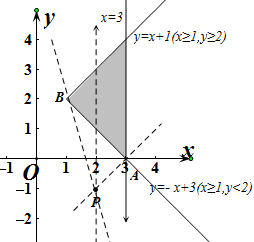 y
x=3
4
y=x+1(x≥1,y≥2)
3
B
2
1
x
-1
O
1
2
3
4
A
-1
P
y=-x+3(x≥1,y<2)
-2